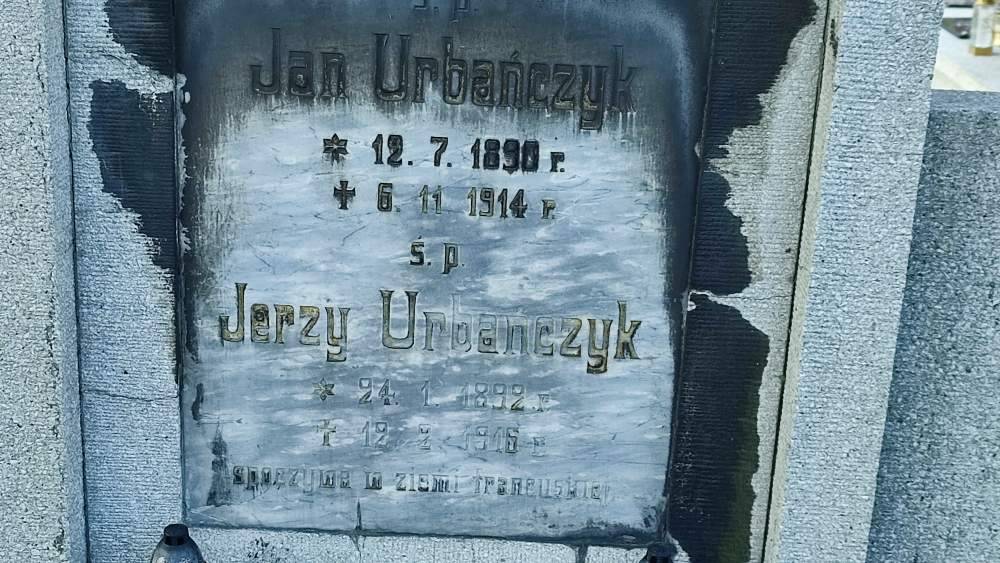 ś. p.
Jan Urbańczyk
* 12. 7. 1890 r.
✝ 6. 11 1914 r.
ś. p.
Jerzy Urbańczyk
* 24. 1. 1892 r.
✝ 12. 2. 1916 r.
spoczywa w ziemi francuskiej